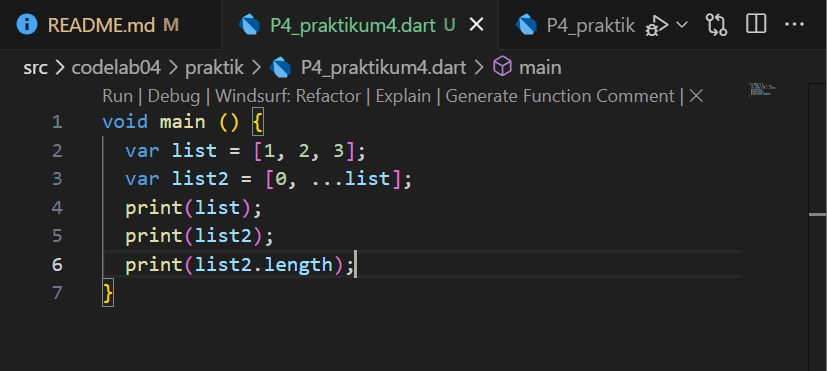 README.md M P4_praktikum4.dart U P4_praktik
src > codelab04 > praktik > P4_praktikum4.dart > main
Run | Debug | Windsurf: Refactor | Explain | Generate Function Comment | ×
1 void main () {
2 var list = [1, 2, 3];
3 var list2 = [0, ...list];
4 print(list);
5 print(list2);
6 print(list2.length);
7 }